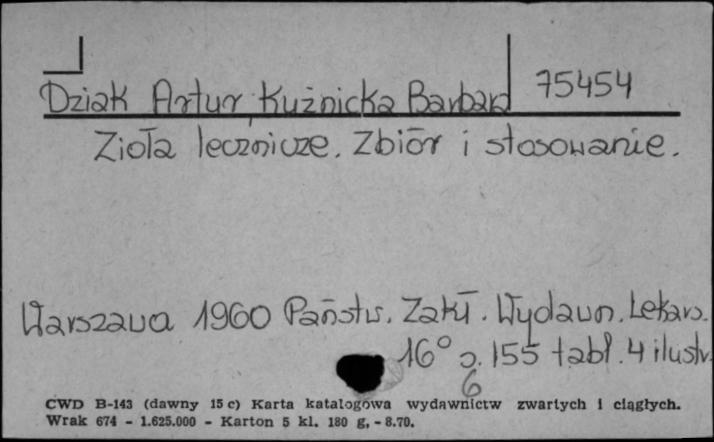 75454
Dziak Artur, Kuźnicka Barbara
Zioła lecznicze. Zbiór i stosowanie.
Warszawa 1960 Państw. Zakł. Wydawn. Lekars.
16° s. 155 tabl. 4 ilustr.
6
CWD B-143 (dawny 15 c) Karta katalogowa wydawnictw zwartych i ciągłych.
Wrak 674 - 1.625.000 - Karton 5 kl. 180 g, - 8.70.